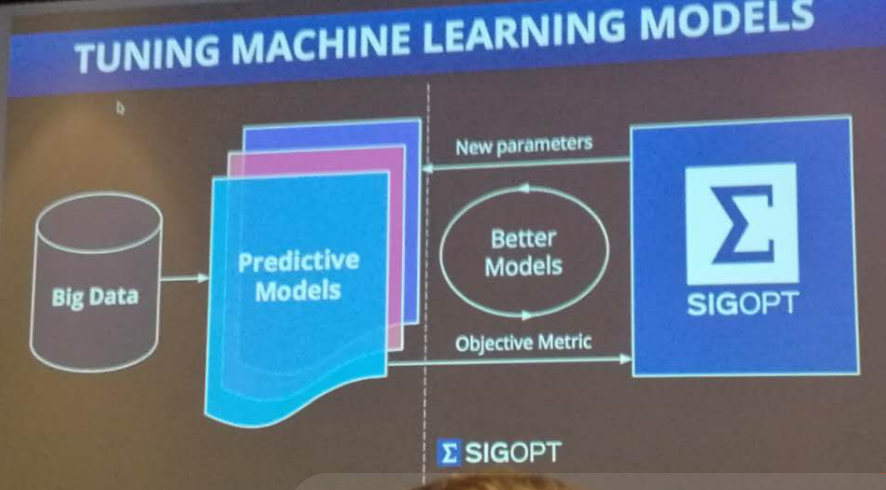 TUNING MACHINE LEARNING MODELS
Big Data
Predictive
Models
New parameters
Better
Models
Objective Metric
Σ
SIGOPT
Σ SIGOPT